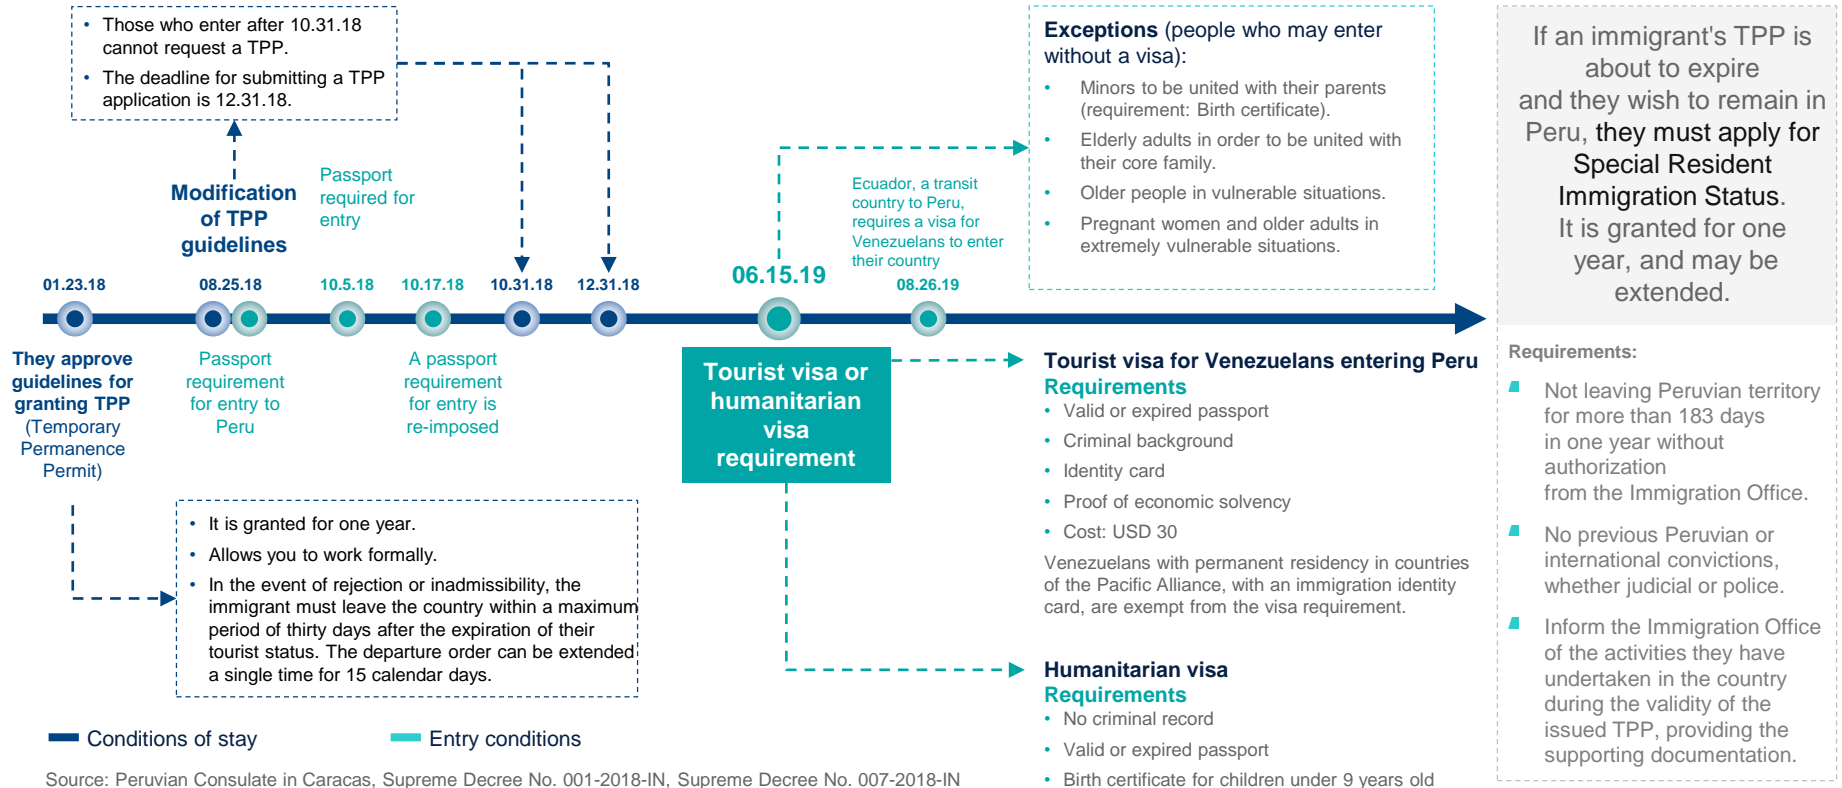 • Those who enter after 10.31.18
cannot request a TPP.
• The deadline for submitting a TPP
application is 12.31.18.
Modification
of TPP
guidelines
Passport
required for
entry
Exceptions (people who may enter
without a visa):
• Minors to be united with their parents
(requirement: Birth certificate).
• Elderly adults in order to be united with
their core family.
• Older people in vulnerable situations.
• Pregnant women and older adults in
extremely vulnerable situations.
Ecuador, a transit
country to Peru,
requires a visa for
Venezuelans to enter
their country
01.23.18
08.25.18
10.5.18
10.17.18
10.31.18
12.31.18
06.15.19
08.26.19
They approve
guidelines for
granting TPP
(Temporary
Permanence
Permit)
Passport
requirement
for entry to
Peru
A passport
requirement
for entry is
re-imposed
Tourist visa or
humanitarian
visa
requirement
• It is granted for one year.
• Allows you to work formally.
• In the event of rejection or inadmissibility, the
immigrant must leave the country within a maximum
period of thirty days after the expiration of their
tourist status. The departure order can be extended
a single time for 15 calendar days.
Tourist visa for Venezuelans entering Peru
Requirements
• Valid or expired passport
• Criminal background
• Identity card
• Proof of economic solvency
• Cost: USD 30
Venezuelans with permanent residency in countries
of the Pacific Alliance, with an immigration identity
card, are exempt from the visa requirement.
Humanitarian visa
Requirements
• No criminal record
• Valid or expired passport
• Birth certificate for children under 9 years old
If an immigrant's TPP is
about to expire
and they wish to remain in
Peru, they must apply for
Special Resident
Immigration Status.
It is granted for one
year, and may be
extended.
Requirements:
Not leaving Peruvian territory
for more than 183 days
in one year without
authorization
from the Immigration Office.
No previous Peruvian or
international convictions,
whether judicial or police.
Inform the Immigration Office
of the activities they have
undertaken in the country
during the validity of the
issued TPP, providing the
supporting documentation.
Conditions of stay
Entry conditions
Source: Peruvian Consulate in Caracas, Supreme Decree No. 001-2018-IN, Supreme Decree No. 007-2018-IN